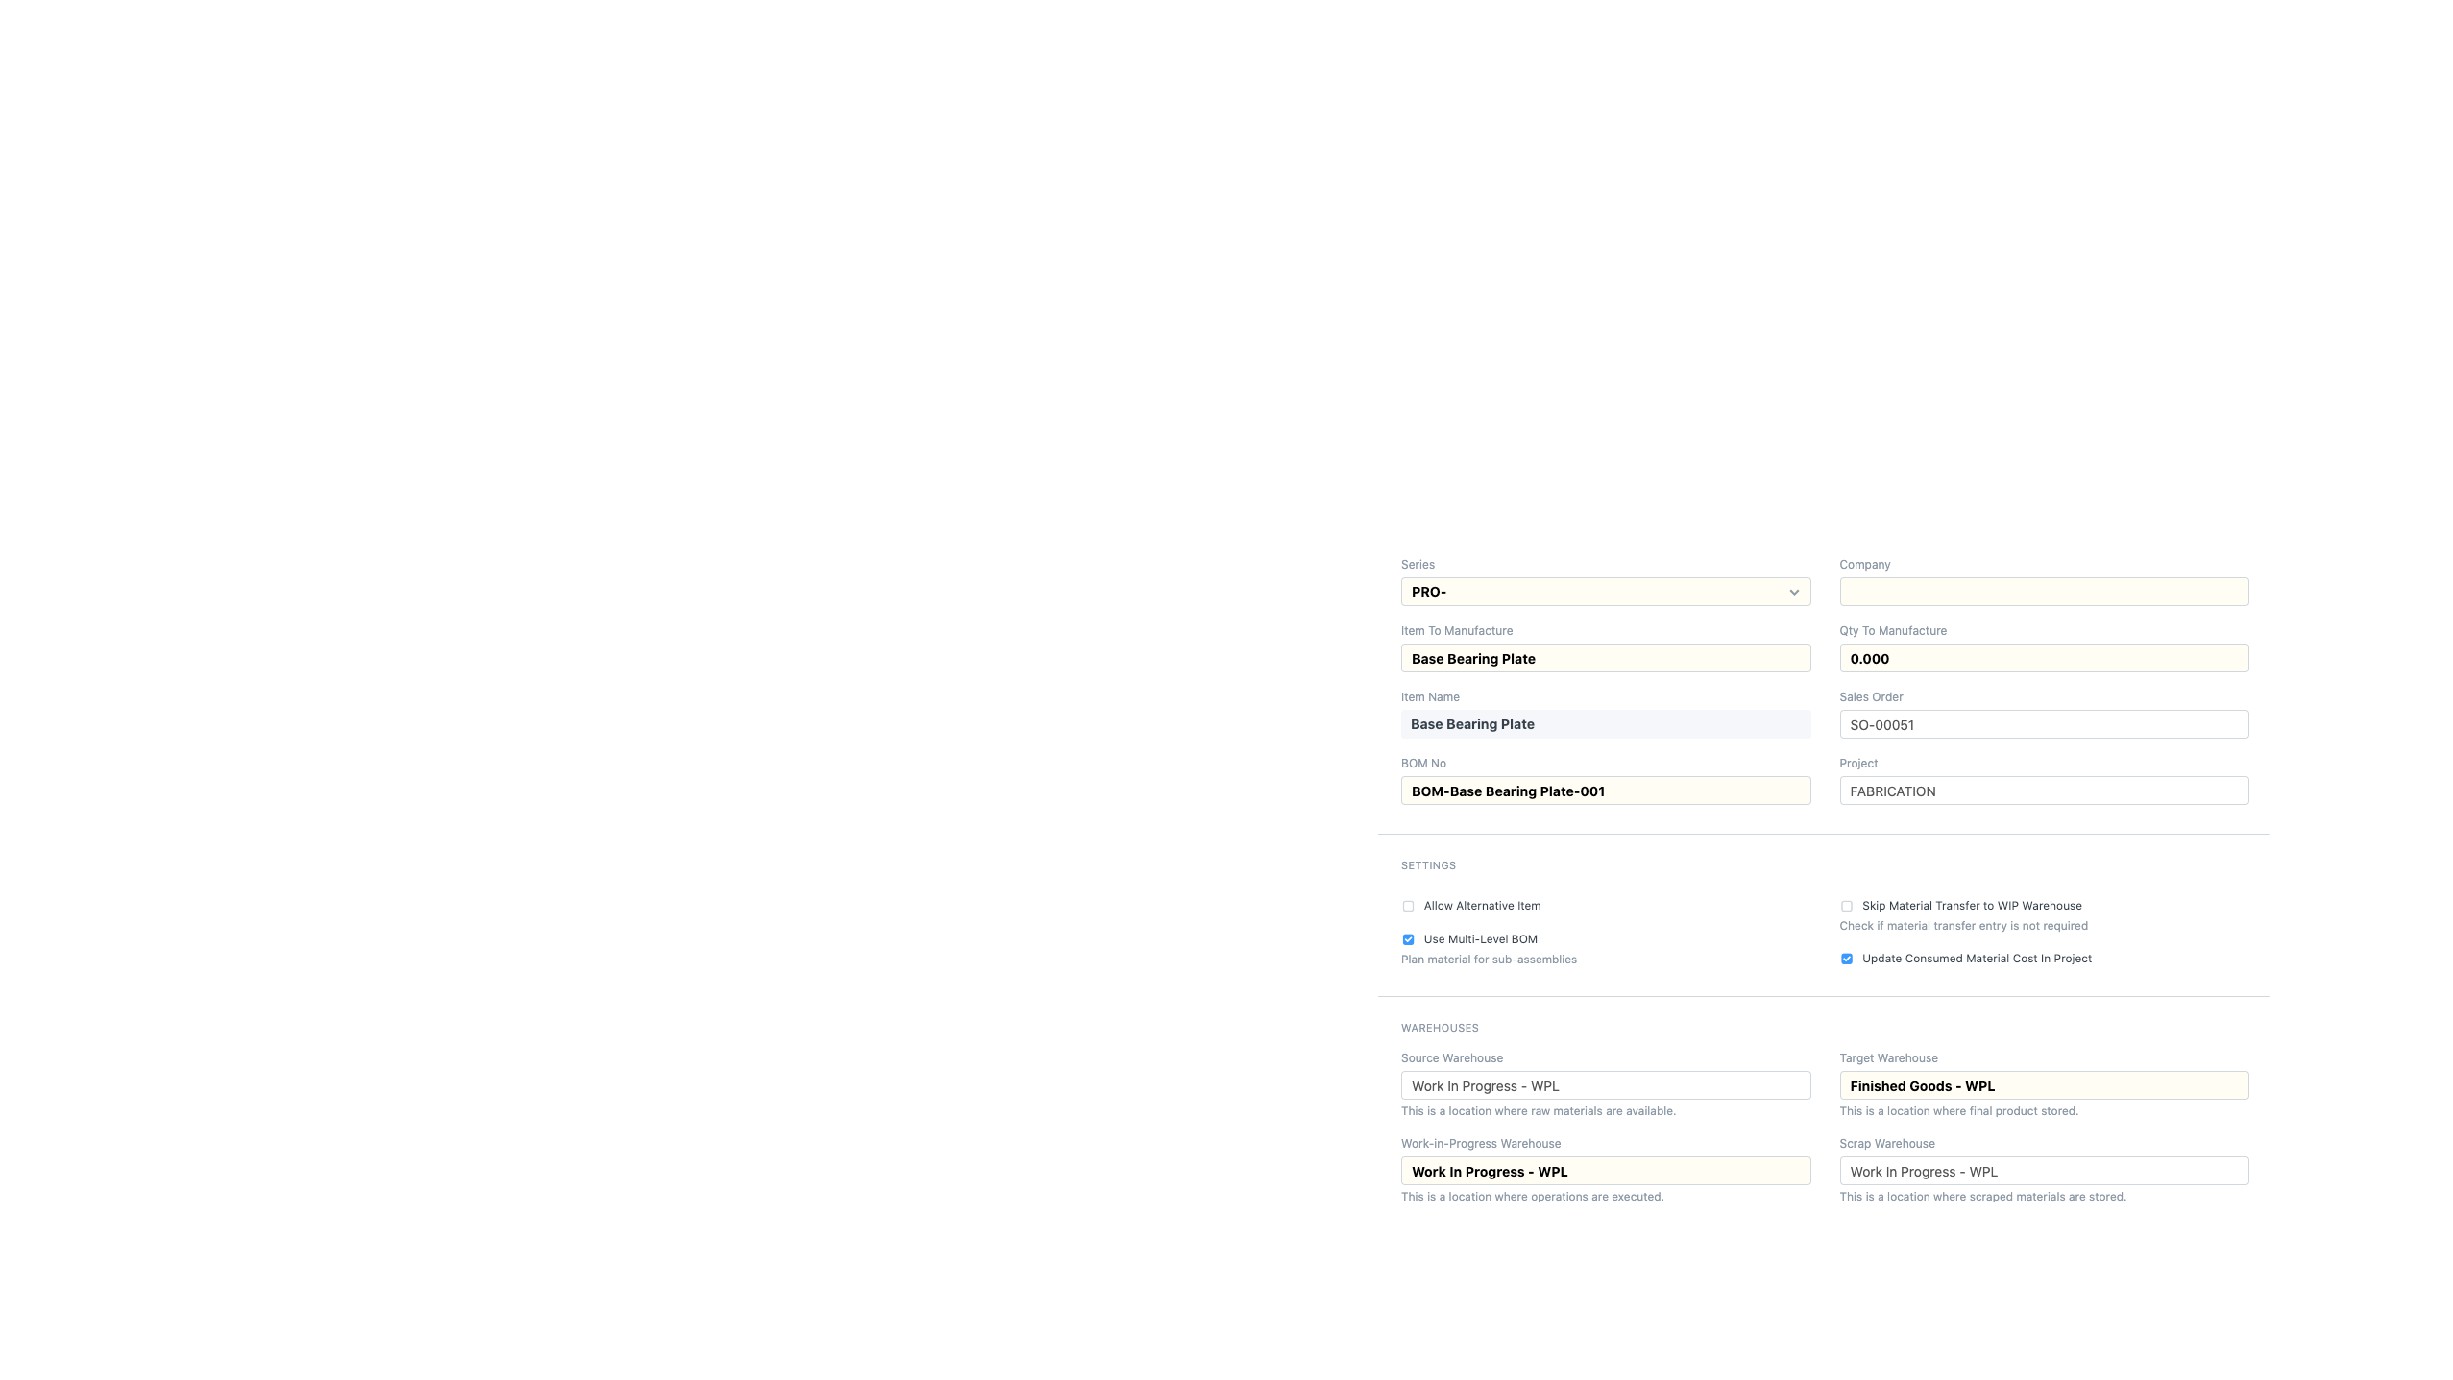 Series
PRO-
Company
Item To Manufacture
Base Bearing Plate
Qty To Manufacture
0.000
Item Name
Base Bearing Plate
Sales Order
SO-00051
BOM No
BOM-Base Bearing Plate-001
Project
FABRICATION
SETTINGS
Allow Alternative Item
Use Multi-Level BOM
Plan material for sub-assemblies
Skip Material Transfer to WIP Warehouse
Check if material transfer entry is not required
Update Consumed Material Cost In Project
WAREHOUSES
Source Warehouse
Work In Progress - WPL
This is a location where raw materials are available.
Target Warehouse
Finished Goods - WPL
This is a location where final product stored.
Work-in-Progress Warehouse
Work In Progress - WPL
This is a location where operations are executed.
Scrap Warehouse
Work In Progress - WPL
This is a location where scraped materials are stored.